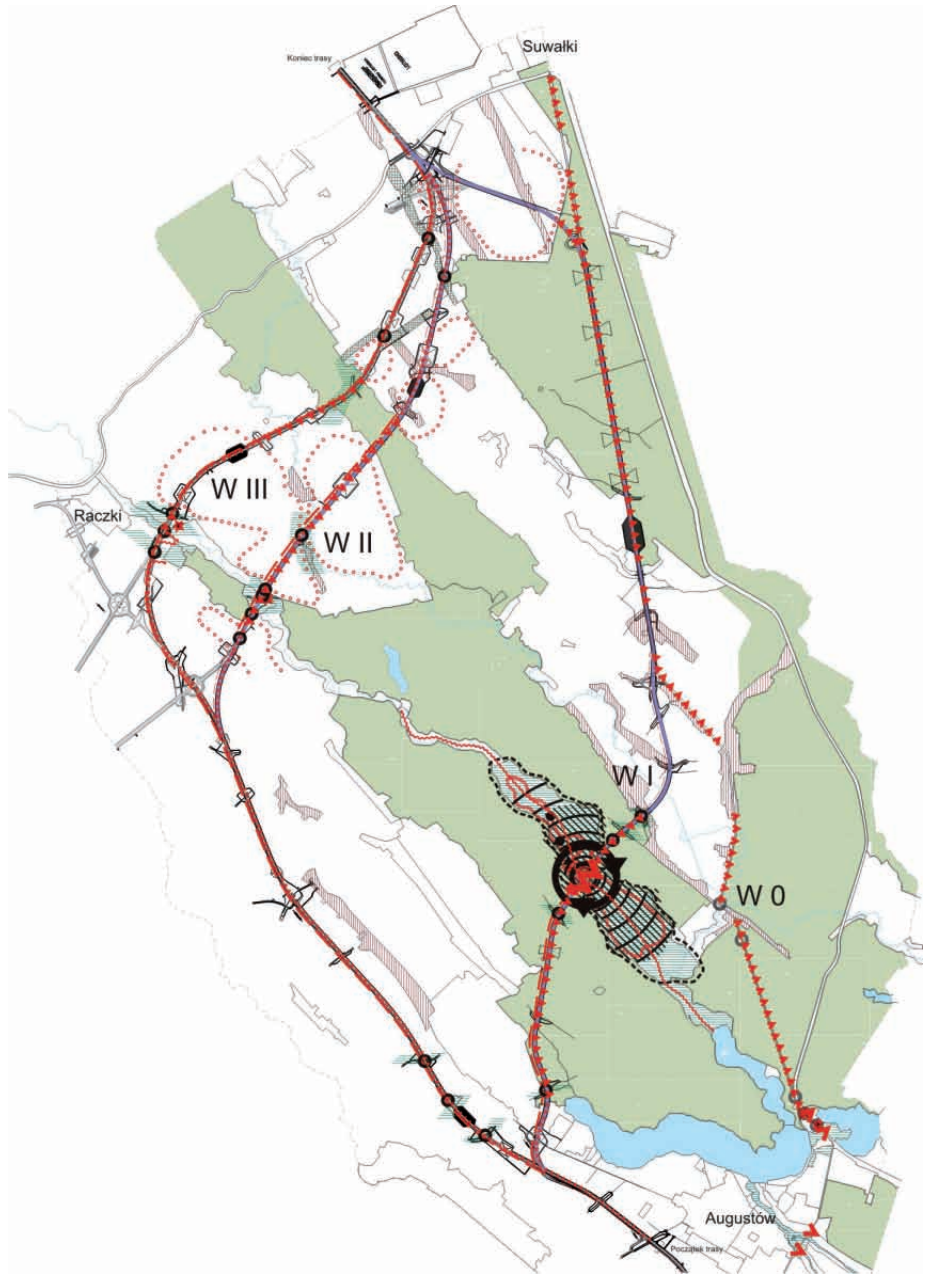 Suwałki
Koniec trasy
W III
Raczki
W II
W I
W 0
Augustów
Początek trasy